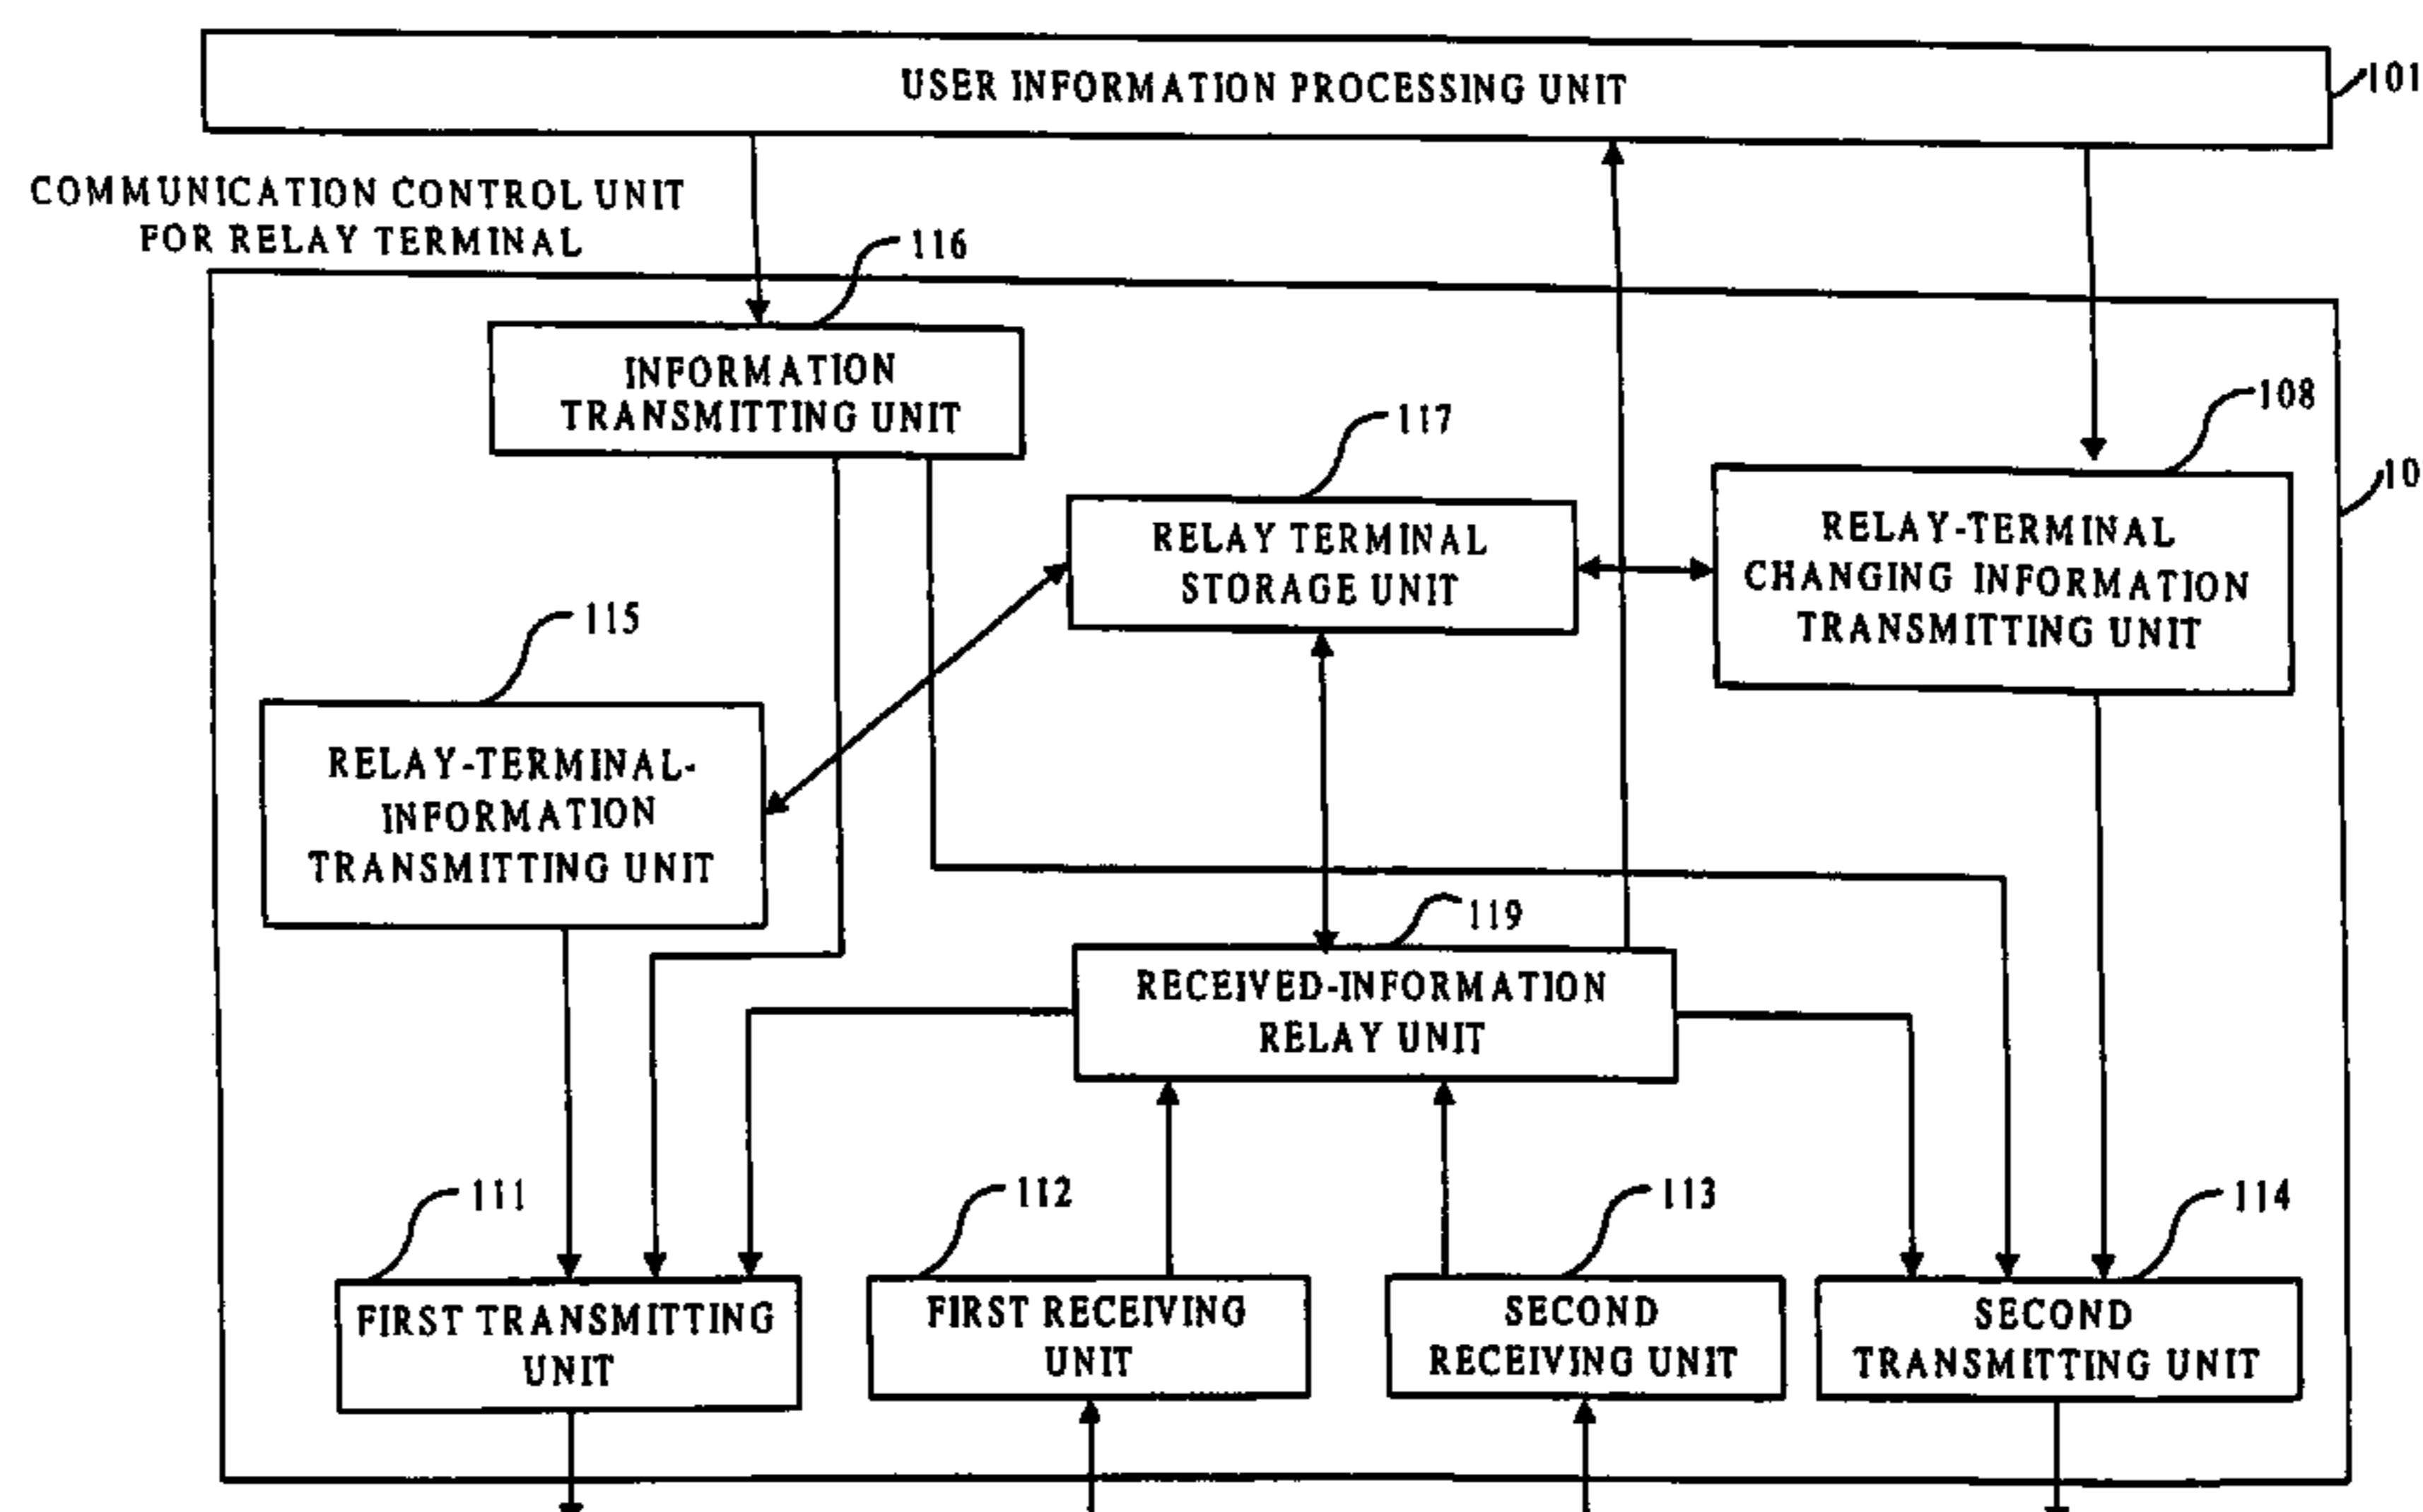 USER INFORMATION PROCESSING UNIT
101
COMMUNICATION CONTROL UNIT
FOR RELAY TERMINAL
116
INFORMATION
TRANSMITTING UNIT
117
108
10
RELAY TERMINAL
STORAGE UNIT
RELAY-TERMINAL
CHANGING INFORMATION
TRANSMITTING UNIT
115
RELAY-TERMINAL-
INFORMATION
TRANSMITTING UNIT
119
RECEIVED-INFORMATION
RELAY UNIT
111
112
113
114
FIRST TRANSMITTING
UNIT
FIRST RECEIVING
UNIT
SECOND
RECEIVING UNIT
SECOND
TRANSMITTING UNIT